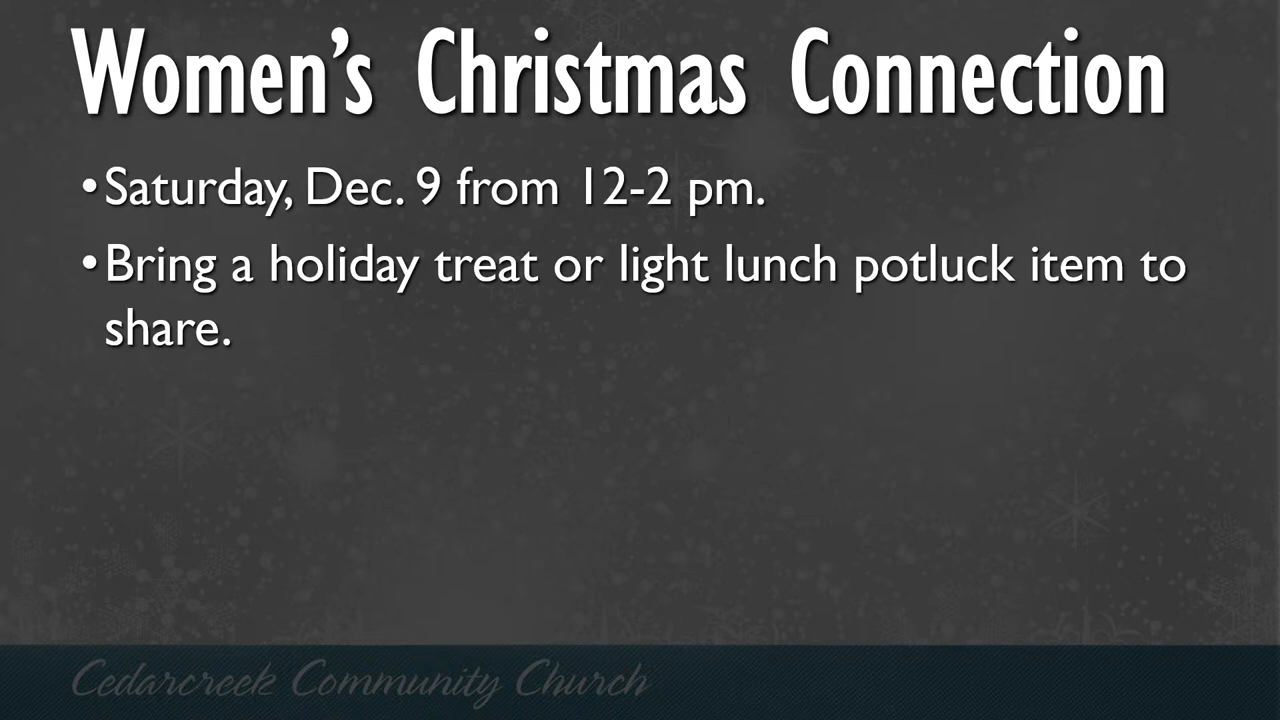 Women’s Christmas Connection
•Saturday, Dec. 9 from 12-2 pm.
•Bring a holiday treat or light lunch potluck item to
share.
Cedarcreek Community Church